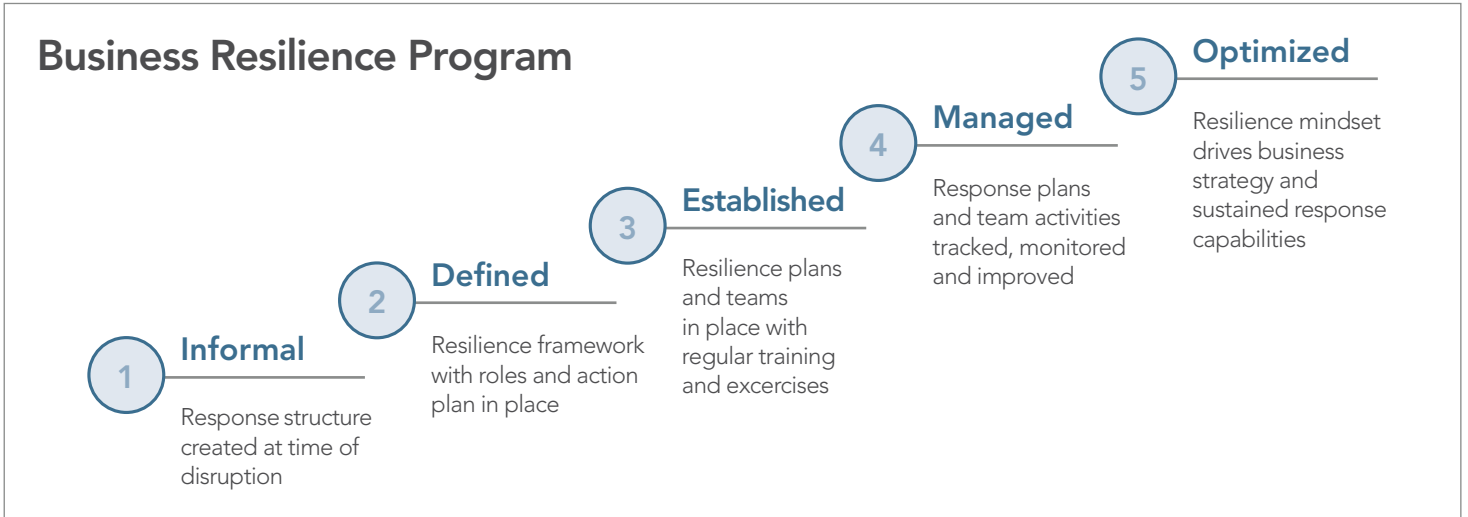 Business Resilience Program
1
Informal
Response structure
created at time of
disruption
2
Defined
Resilience framework
with roles and action
plan in place
3
Established
Resilience plans
and teams
in place with
regular training
and excercises
4
Managed
Response plans
and team activities
tracked, monitored
and improved
5
Optimized
Resilience mindset
drives business
strategy and
sustained response
capabilities